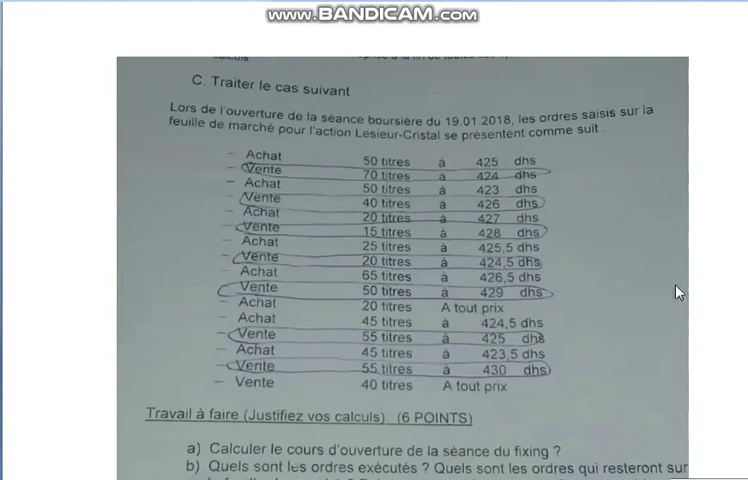 www.BANDICAM.com
C. Traiter le cas suivant
Lors de l'ouverture de la séance boursière du 19.01 2018, les ordres saisis sur la
feuille de marché pour l'action Lesieur-Cristal se présentent comme suit
– Achat 50 titres à 425 dhs
– Vente 70 titres à 424 dhs
– Achat 50 titres à 423 dhs
– Vente 40 titres à 426 dhs
– Achat 20 titres à 427 dhs
– Vente 15 titres à 428 dhs
– Achat 25 titres à 425,5 dhs
– Vente 20 titres à 424,5 dhs
– Achat 65 titres à 426,5 dhs
– Vente 50 titres à 429 dhs
– Achat 20 titres A tout prix
– Achat 45 titres à 424,5 dhs
– Vente 55 titres à 425 dhs
– Achat 45 titres à 423,5 dhs
– Vente 55 titres à 430 dhs
– Vente 40 titres A tout prix
Travail à faire (Justifiez vos calculs) (6 POINTS)
a) Calculer le cours d'ouverture de la séance du fixing ?
b) Quels sont les ordres exécutés ? Quels sont les ordres qui resteront sur